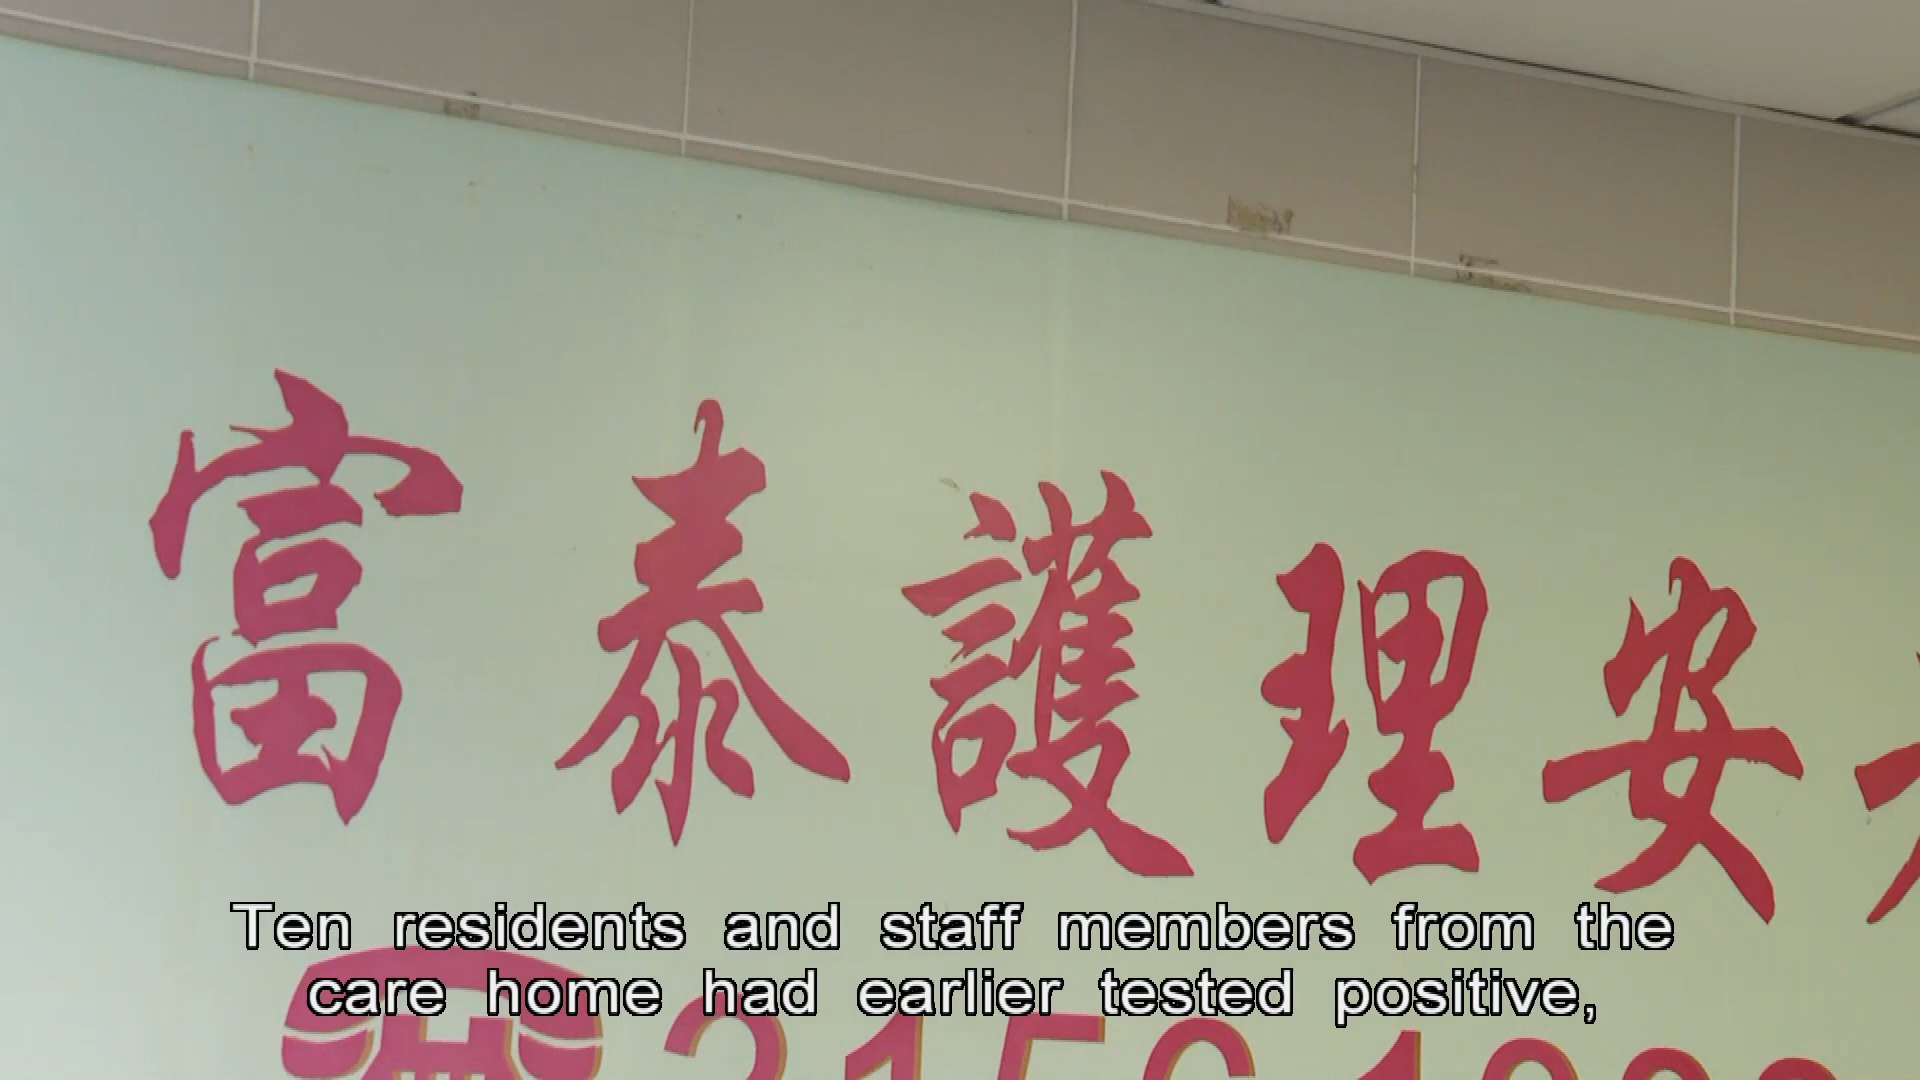 富泰護理安
Ten residents and staff members from the
care home had earlier tested positive,